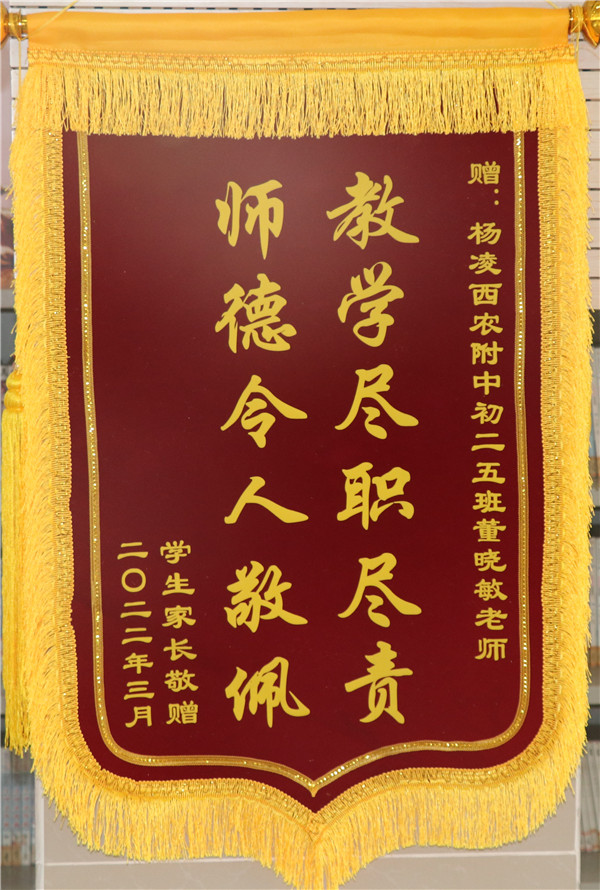 赠：杨凌西农附中初二五班董晓敏老师
教学尽职尽责
师德令人敬佩
学生家长敬赠
二〇二二年三月